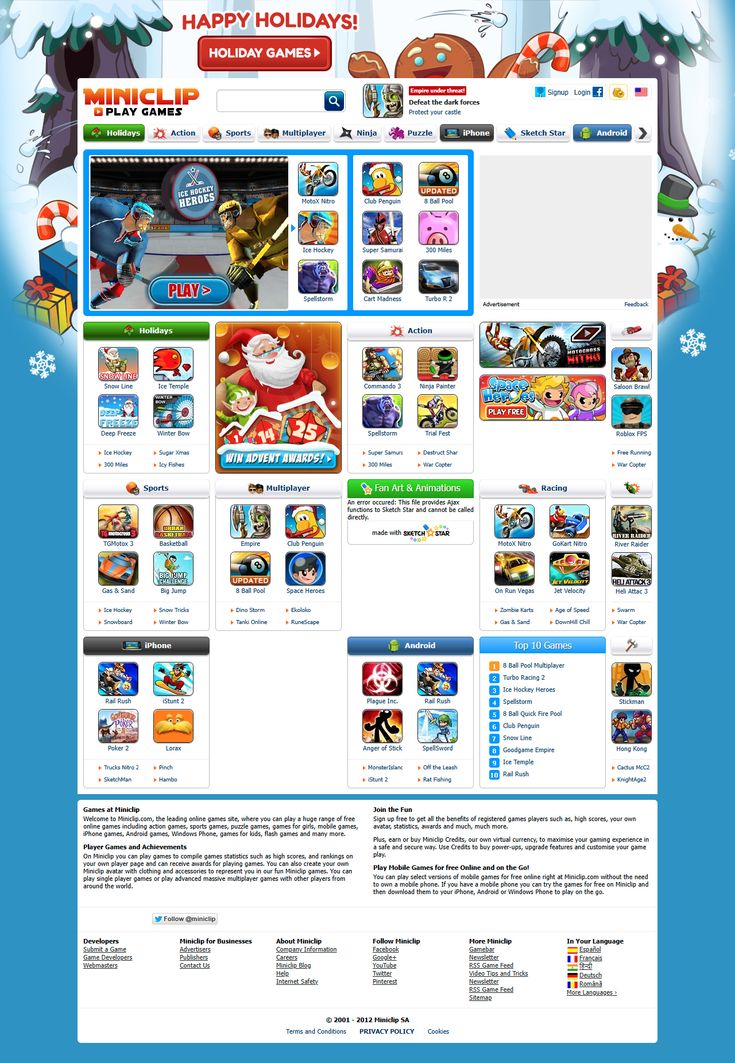 HAPPY HOLIDAYS!
HOLIDAY GAMES
MINICLIP
PLAY GAMES
Empire under threat!
Defeat the dark forces
Protect your castle
Signup Login
Holidays Action Sports Multiplayer Ninja Puzzle iPhone Sketch Star Android
ICE HOCKEY
HEROES
PLAY >
MotoX Nitro
Club Penguin
UPDATED
8 Ball Pool
Ice Hockey
Super Samurai
300 Miles
Spellstorm
Cart Madness
Turbo R 2
Advertisement
Feedback
Holidays
SNOW LINE
Snow Line
Ice Temple
DEEP FREEZE
Deep Freeze
WINTER BOW
Winter Bow
Ice Hockey
Sugar Xmas
300 Miles
Icy Fishes
1 14 25
WIN ADVENT AWARDS!
Action
Commando 3
Ninja Painter
Spellstorm
Trial Fest
Super Samura
Destruct Shar
300 Miles
War Copter
MOTOCROSS
NITRO
Space Heroes
PLAY FREE
Saloon Brawl
Roblox FPS
Free Running
War Copter
Sports
TG MOTOCROSS
TGMotox 3
URBAN BASKETBALL
Basketball
Gas & Sand
BIG JUMP CHALLENGE
Big Jump
Ice Hockey
Snow Tricks
Snowboard
Winter Bow
Multiplayer
Empire
Club Penguin
UPDATED
8 Ball Pool
Space Heroes
Dino Storm
Ekoloko
Tanki Online
RuneScape
Fan Art & Animations
An error occured: This file provides Ajax
functions to Sketch Star and cannot be called
directly.
made with SKETCH STAR
Racing
MotoX Nitro
GoKart Nitro
On Run Vegas
JET VELOCITY
Jet Velocity
Zombie Karts
Age of Speed
Gas & Sand
DownHill Chill
RIVER RAIDER
River Raider
HELI ATTACK 3
Heli Attac 3
Swarm
War Copter
iPhone
Rail Rush
iStunt 2
Poker 2
Lorax
Trucks Nitro 2
Pinch
SketchMan
Hambo
Android
Plague Inc.
Rail Rush
Anger of Stick
SpellSword
MonsterIsland
Off the Leash
iStunt 2
Rat Fishing
Top 10 Games
1 8 Ball Pool Multiplayer
2 Turbo Racing 2
3 Ice Hockey Heroes
4 Spellstorm
5 8 Ball Quick Fire Pool
6 Club Penguin
7 Snow Line
8 Goodgame Empire
9 Ice Temple
10 Rail Rush
Stickman
Hong Kong
Cactus McC2
KnightAge2
Games at Miniclip
Welcome to Miniclip.com, the leading online games site, where you can play a huge range of free
online games including action games, sports games, puzzle games, games for girls, mobile games,
iPhone games, Android games, Windows Phone, games for kids, flash games and many more.
Player Games and Achievements
On Miniclip you can play games to compile games statistics such as high scores, and rankings on
your own player page and can receive awards for playing games. You can also create your own
Miniclip avatar with clothing and accessories to represent you in our fun Miniclip games. You can
play single player games or play advanced massive multiplayer games with other players from
around the world.
Join the Fun
Sign up free to get all the benefits of registered games players such as, high scores, your own
avatar, statistics, awards and much, much more.
Plus, earn or buy Miniclip Credits, our own virtual currency, to maximise your gaming experience in
a safe and secure way. Use Credits to buy power-ups, upgrade features and customise your game
play.
Play Mobile Games for free Online and on the Go!
You can play select versions of mobile games for free online right at Miniclip.com without the need
to own a mobile phone. If you have a mobile phone you can try the games for free on Miniclip and
then download them to your iPhone, Android or Windows Phone to play on the go.
Follow @miniclip
Developers
Submit a Game
Game Developers
Webmasters
Miniclip for Businesses
Advertisers
Publishers
Contact Us
About Miniclip
Company Information
Careers
Miniclip Blog
Help
Internet Safety
Follow Miniclip
Facebook
Google+
YouTube
Twitter
Pinterest
More Miniclip
Gamebar
Newsletter
RSS Game Feed
Video Tips and Tricks
Newsletter
RSS Game Feed
Sitemap
In Your Language
Español
Français
हिन्दी
Deutsch
Română
More Languages ›
© 2001 - 2012 Miniclip SA
Terms and Conditions PRIVACY POLICY Cookies